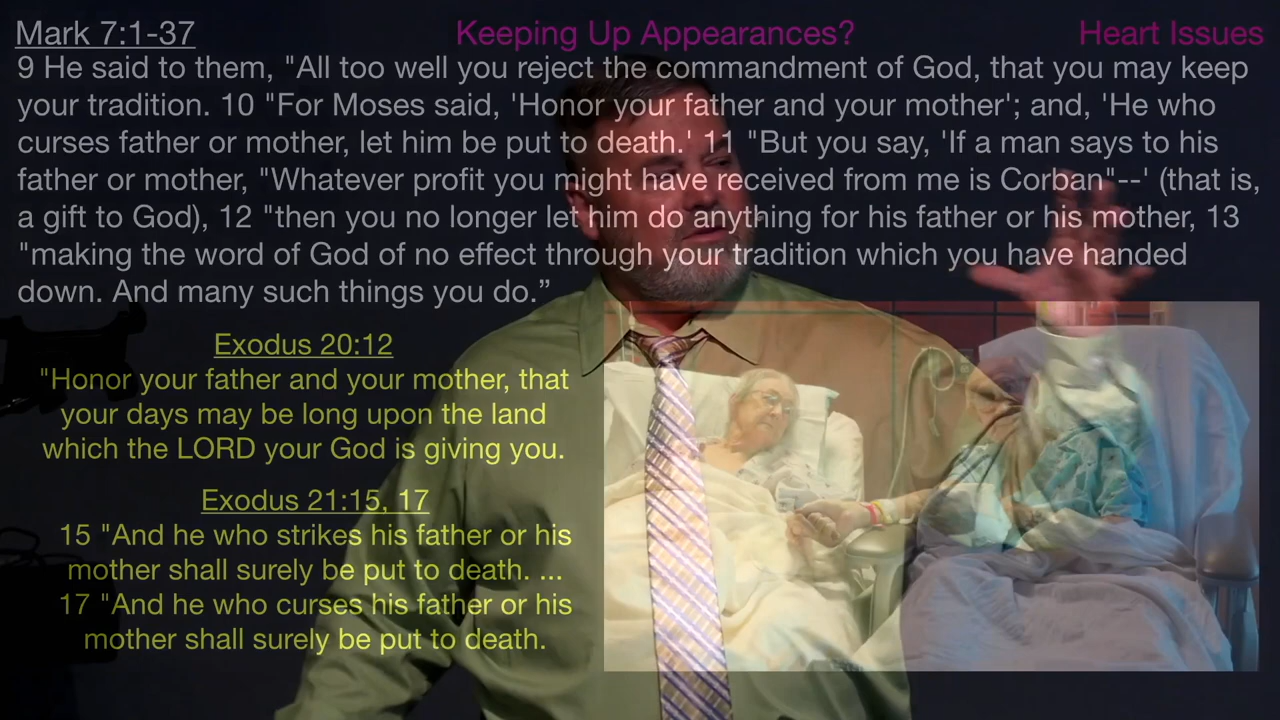 Mark 7:1-37 Keeping Up Appearances? Heart Issues
9 He said to them, "All too well you reject the commandment of God, that you may keep
your tradition. 10 "For Moses said, 'Honor your father and your mother'; and, 'He who
curses father or mother, let him be put to death.' 11 "But you say, 'If a man says to his
father or mother, "Whatever profit you might have received from me is Corban"--' (that is,
a gift to God), 12 "then you no longer let him do anything for his father or his mother, 13
"making the word of God of no effect through your tradition which you have handed
down. And many such things you do.”
Exodus 20:12
"Honor your father and your mother, that
your days may be long upon the land
which the LORD your God is giving you.
Exodus 21:15, 17
15 "And he who strikes his father or his
mother shall surely be put to death. ...
17 "And he who curses his father or his
mother shall surely be put to death.